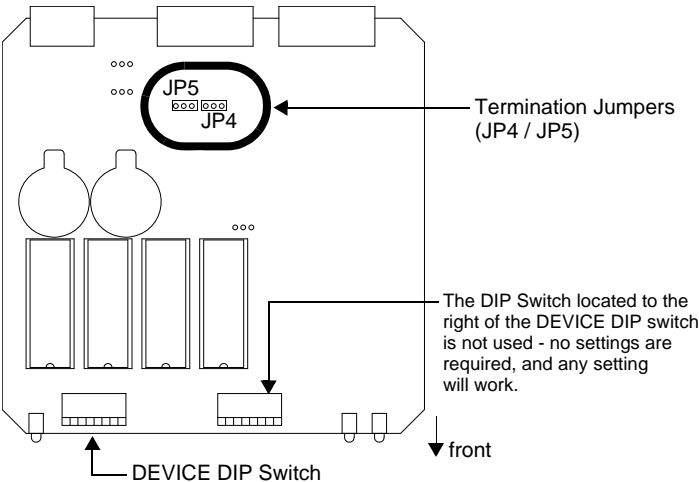 JP5
JP4
Termination Jumpers
(JP4 / JP5)
The DIP Switch located to the
right of the DEVICE DIP switch
is not used - no settings are
required, and any setting
will work.
front
DEVICE DIP Switch